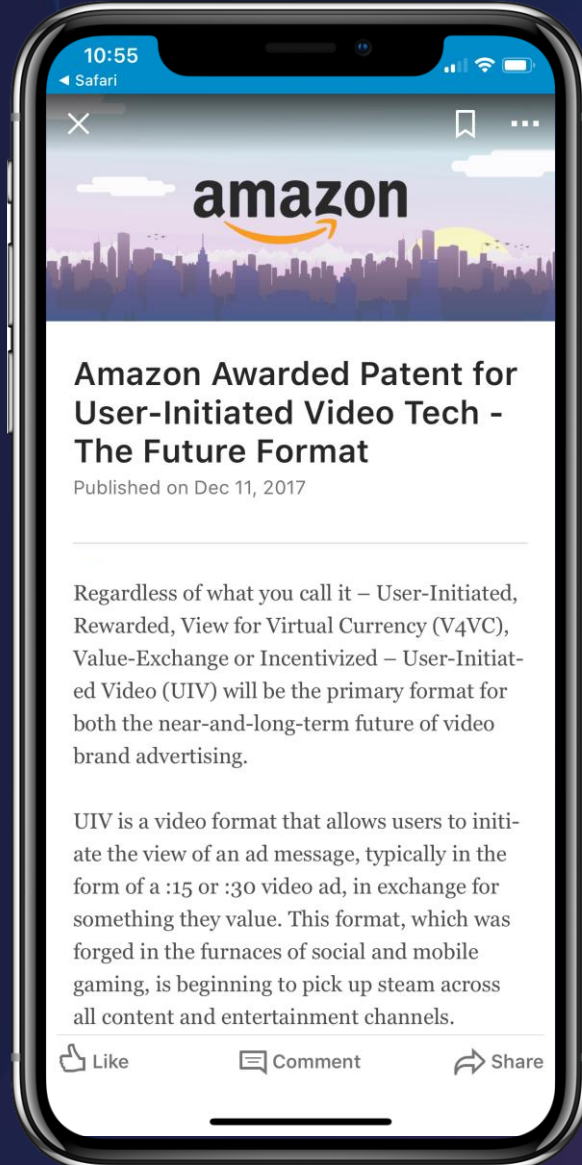 10:55
◀ Safari
amazon
Amazon Awarded Patent for
User-Initiated Video Tech -
The Future Format
Published on Dec 11, 2017
Regardless of what you call it – User-Initiated,
Rewarded, View for Virtual Currency (V4VC),
Value-Exchange or Incentivized – User-Initiat-
ed Video (UIV) will be the primary format for
both the near-and-long-term future of video
brand advertising.
UIV is a video format that allows users to initi-
ate the view of an ad message, typically in the
form of a :15 or :30 video ad, in exchange for
something they value. This format, which was
forged in the furnaces of social and mobile
gaming, is beginning to pick up steam across
all content and entertainment channels.
Like Comment Share